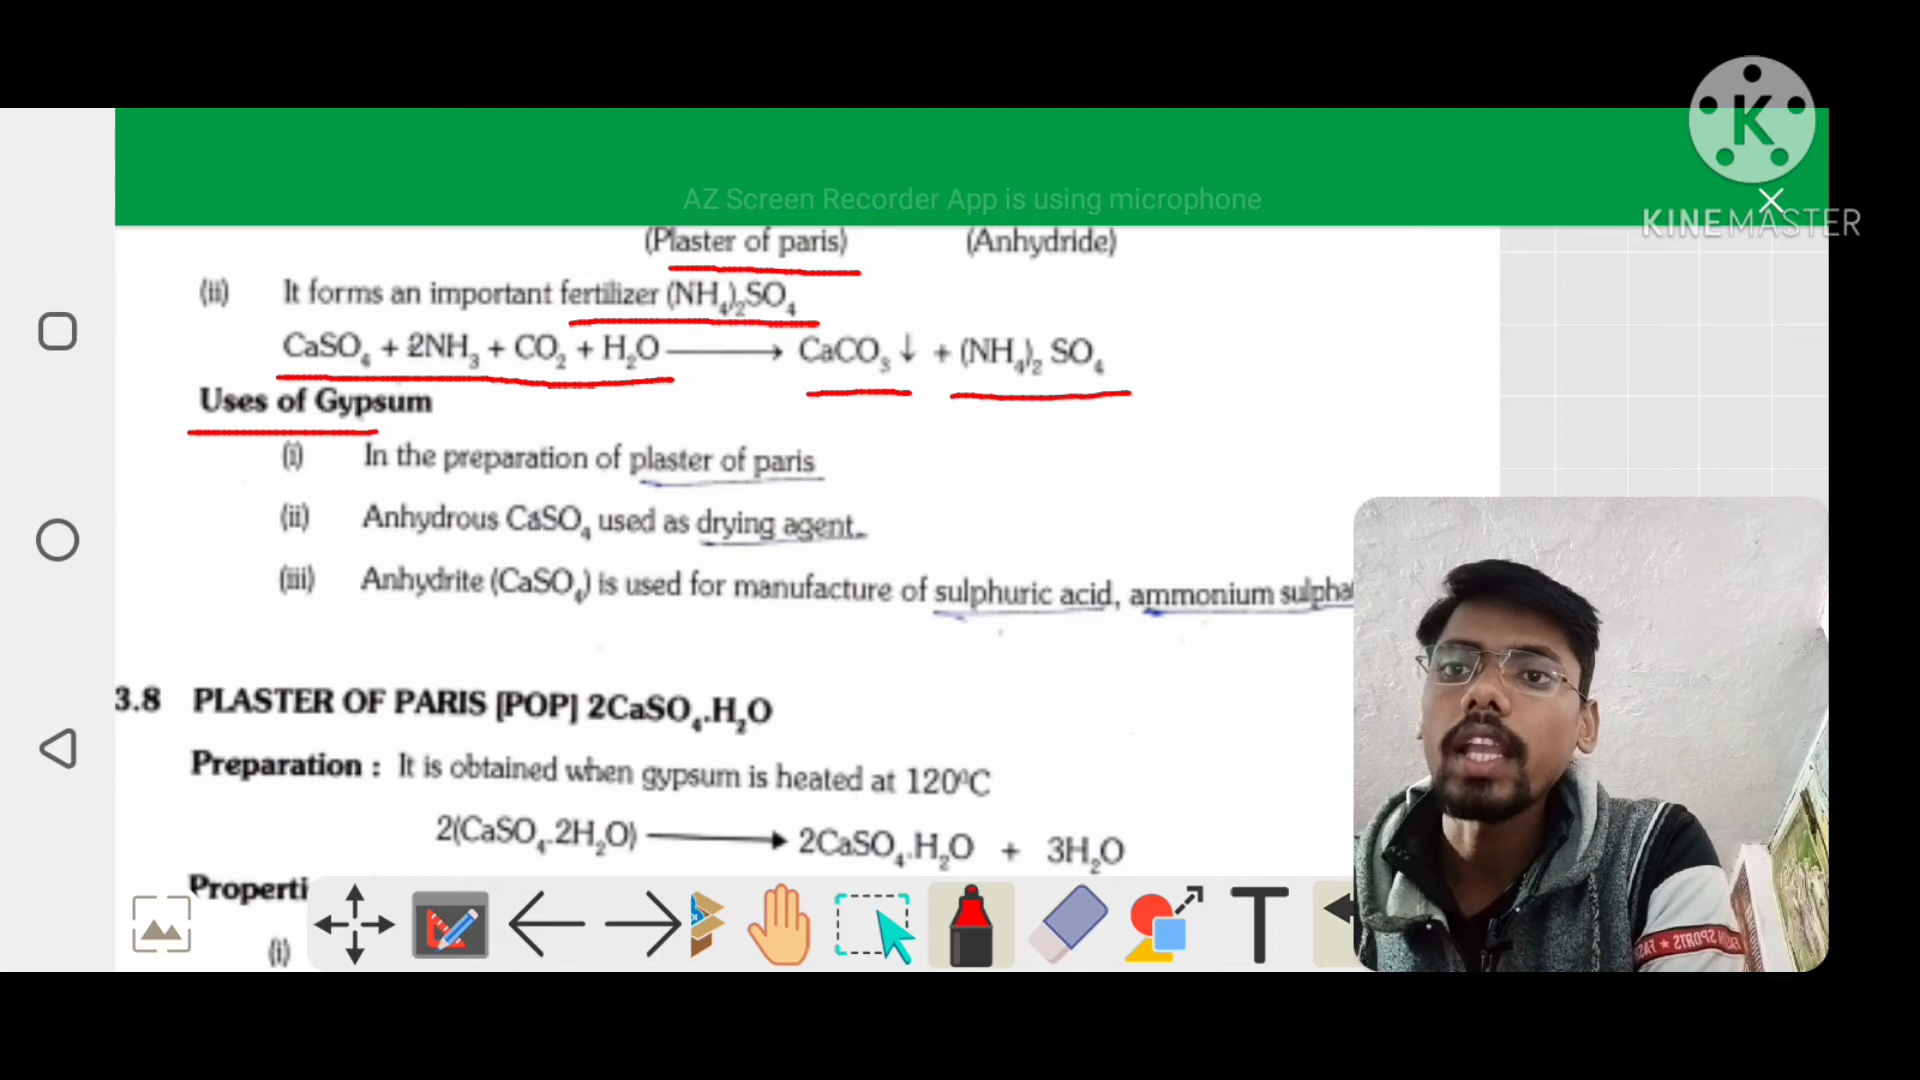 K
AZ Screen Recorder App is using microphone
KINEMASTER
(Plaster of paris) (Anhydride)
(ii) It forms an important fertilizer (NH₄)₂SO₄
CaSO₄ + 2NH₃ + CO₂ + H₂O ⟶ CaCO₃ ↓ + (NH₄)₂ SO₄
Uses of Gypsum
(i) In the preparation of plaster of paris
(ii) Anhydrous CaSO₄ used as drying agent.
(iii) Anhydrite (CaSO₄) is used for manufacture of sulphuric acid, ammonium sulpha
3.8 PLASTER OF PARIS [POP] 2CaSO₄.H₂O
Preparation : It is obtained when gypsum is heated at 120⁰C
2(CaSO₄.2H₂O) ⟶ 2CaSO₄.H₂O + 3H₂O
Properti
(i)
T